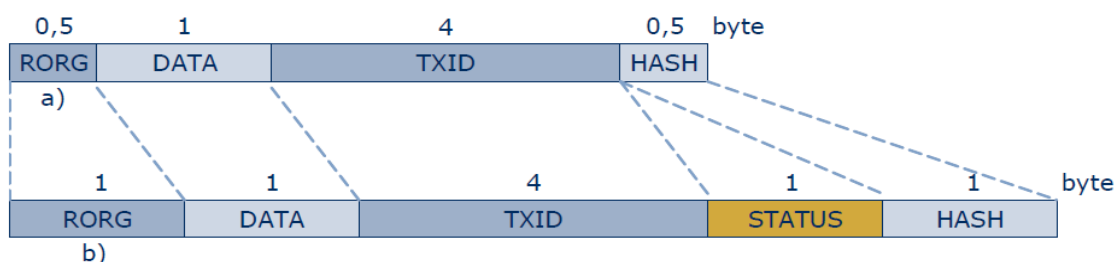 0,5 1 4 0,5 byte
RORG DATA TXID HASH
a)
1 1 4 1 1 byte
RORG DATA TXID STATUS HASH
b)